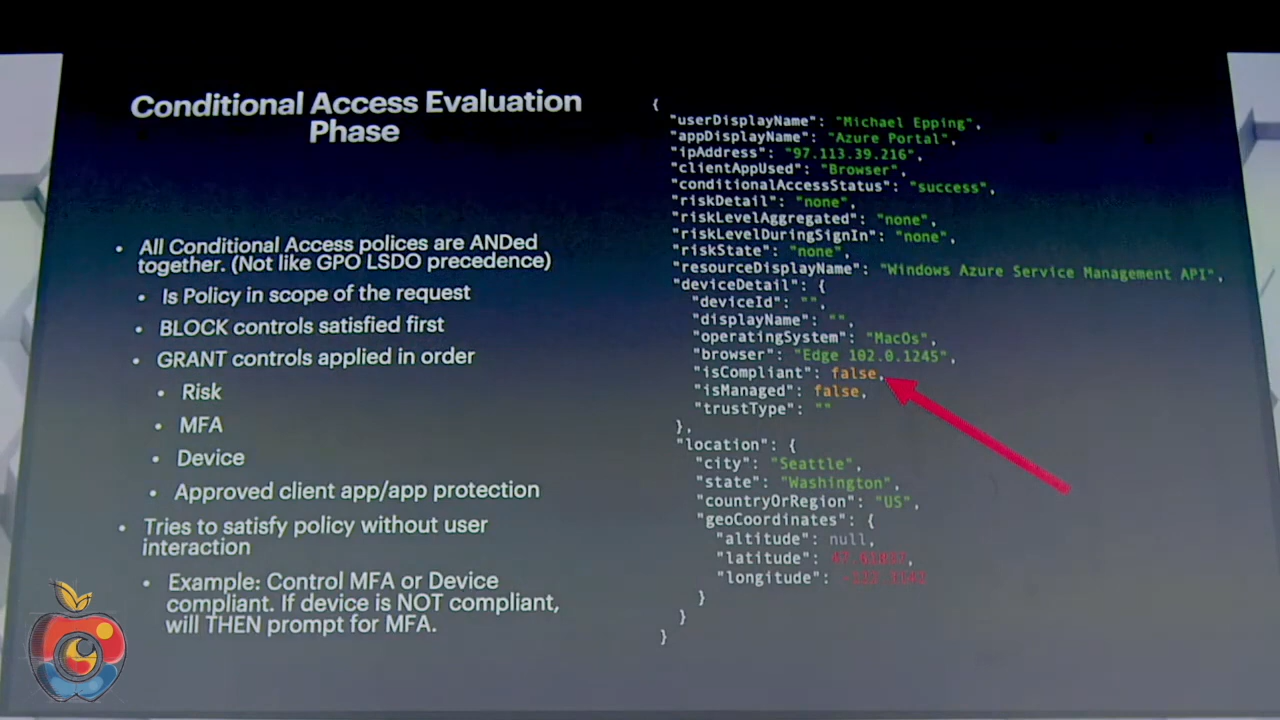 Conditional Access Evaluation
Phase
• All Conditional Access polices are ANDed
together. (Not like GPO LSDO precedence)
• Is Policy in scope of the request
• BLOCK controls satisfied first
• GRANT controls applied in order
• Risk
• MFA
• Device
• Approved client app/app protection
• Tries to satisfy policy without user
interaction
• Example: Control MFA or Device
compliant. If device is NOT compliant,
will THEN prompt for MFA.
{
"userDisplayName": "Michael Epping",
"appDisplayName": "Azure Portal",
"ipAddress": "97.113.39.216",
"clientAppUsed": "Browser",
"conditionalAccessStatus": "success",
"riskDetail": "none",
"riskLevelAggregated": "none",
"riskLevelDuringSignIn": "none",
"riskState": "none",
"resourceDisplayName": "Windows Azure Service Management API",
"deviceDetail": {
"deviceId": "",
"displayName": "",
"operatingSystem": "MacOs",
"browser": "Edge 102.0.1245",
"isCompliant": false,
"isManaged": false,
"trustType": ""
},
"location": {
"city": "Seattle",
"state": "Washington",
"countryOrRegion": "US",
"geoCoordinates": {
"altitude": null,
"latitude":
"longitude":
}
}
}